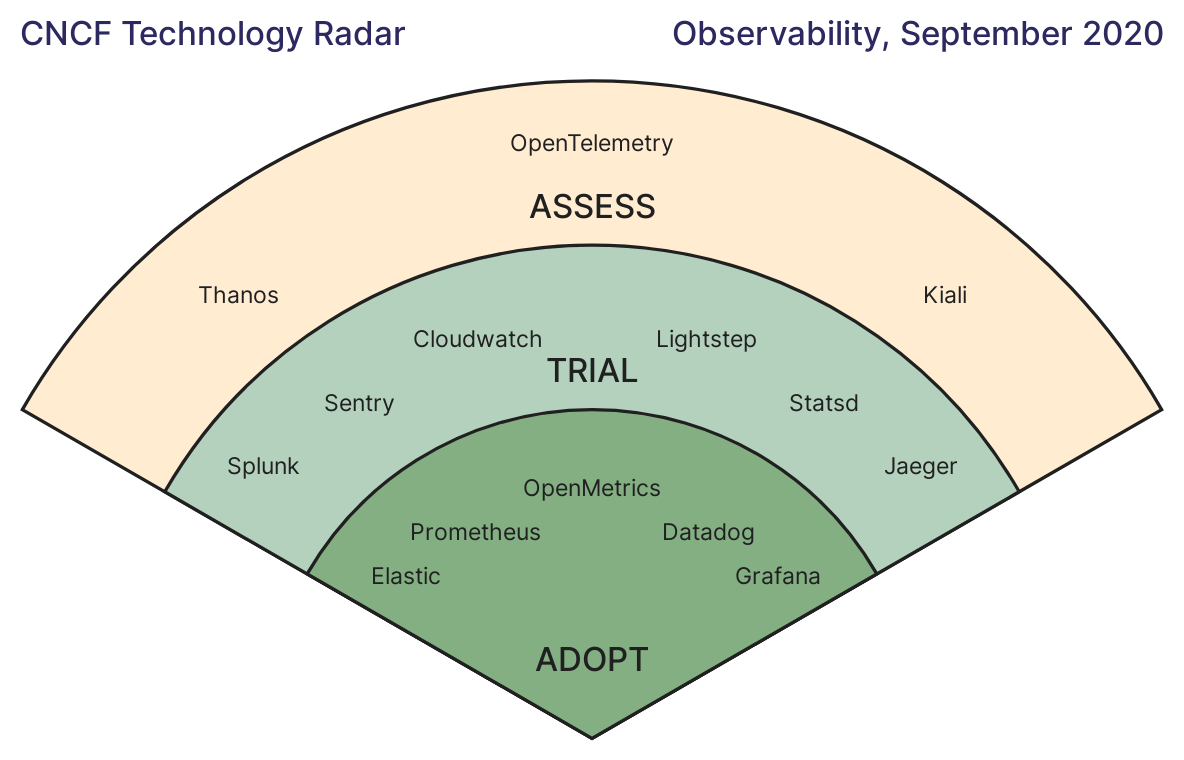 CNCF Technology Radar
Observability, September 2020
OpenTelemetry
ASSESS
Thanos
Kiali
Cloudwatch
Lightstep
TRIAL
Sentry
Statsd
Splunk
Jaeger
OpenMetrics
Prometheus
Datadog
Elastic
Grafana
ADOPT